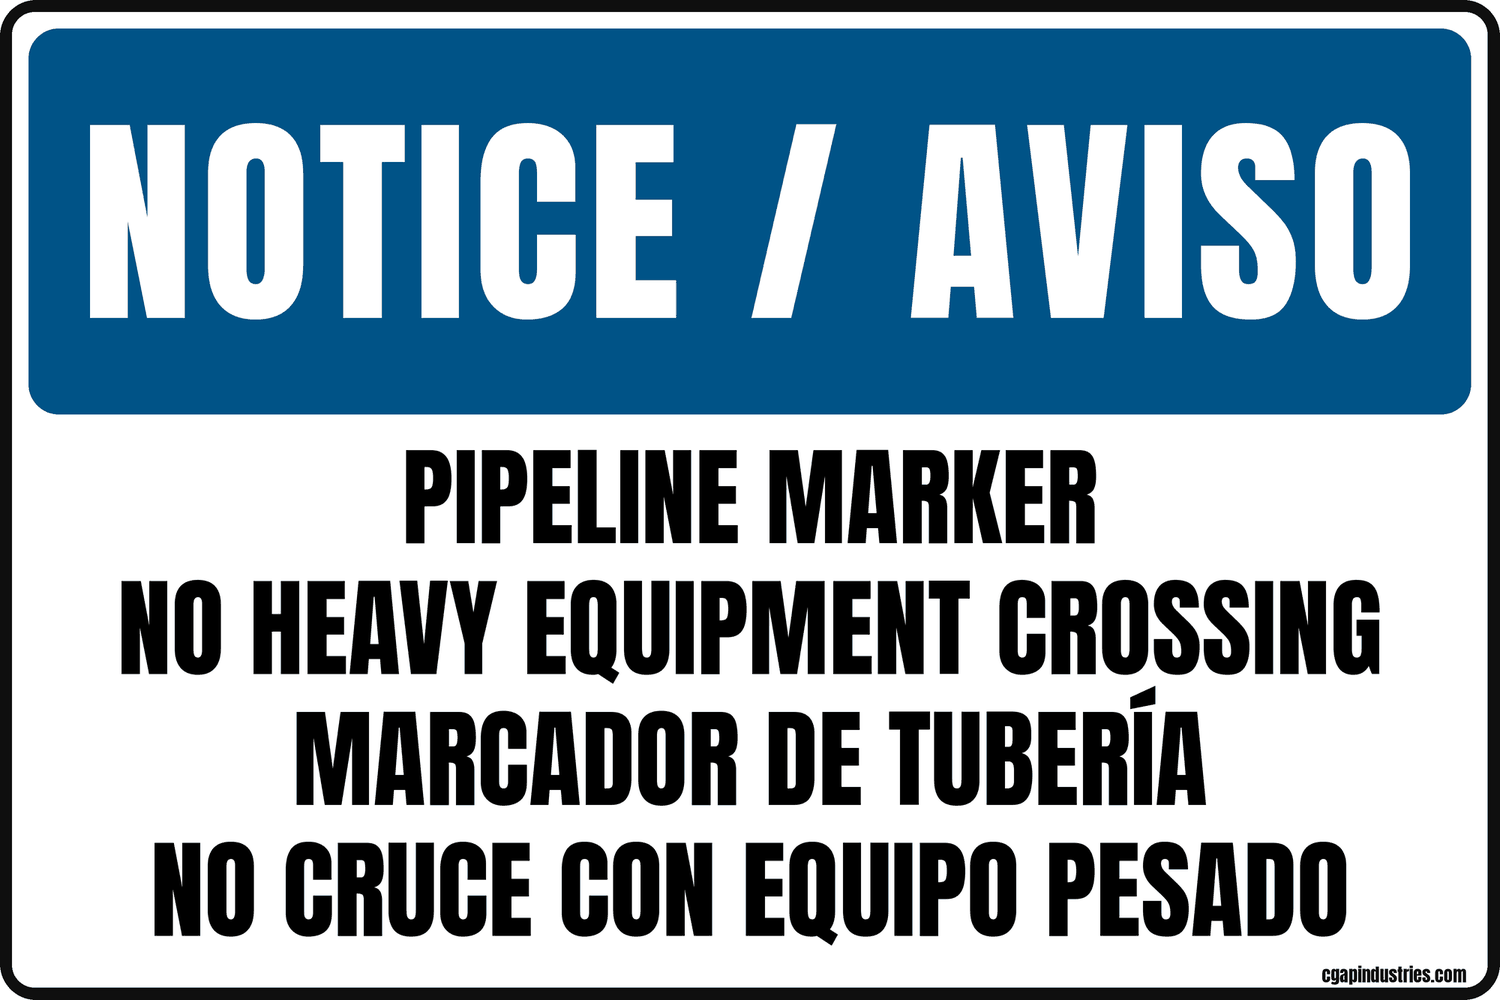 NOTICE / AVISO
PIPELINE MARKER
NO HEAVY EQUIPMENT CROSSING
MARCADOR DE TUBERÍA
NO CRUCE CON EQUIPO PESADO
cgapindustries.com